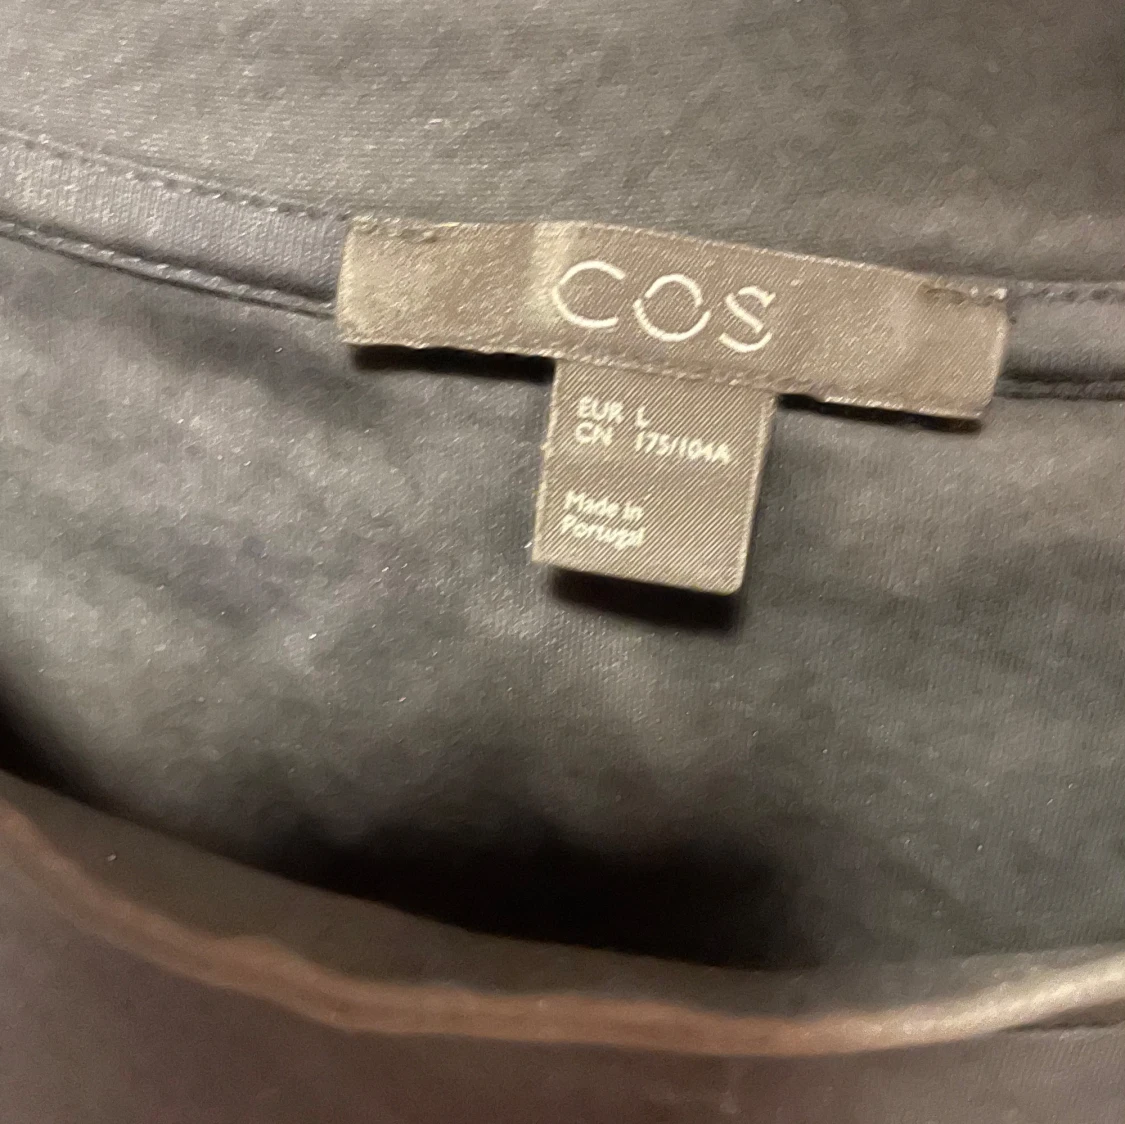 COS
EUR L
CN 175/104A
Made in
Portugal